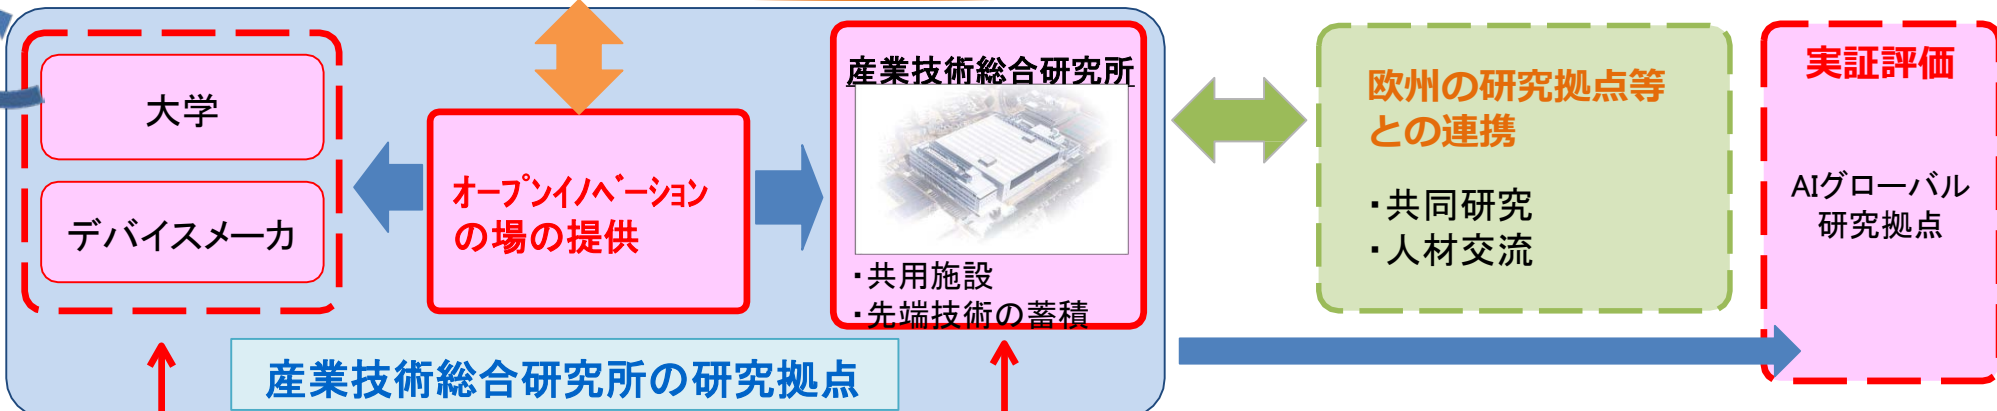 大学
デバイスメーカ
オープンイノベーション
の場の提供
産業技術総合研究所
・共用施設
・先端技術の蓄積
産業技術総合研究所の研究拠点
欧州の研究拠点等
との連携
・共同研究
・人材交流
実証評価
AIグローバル
研究拠点